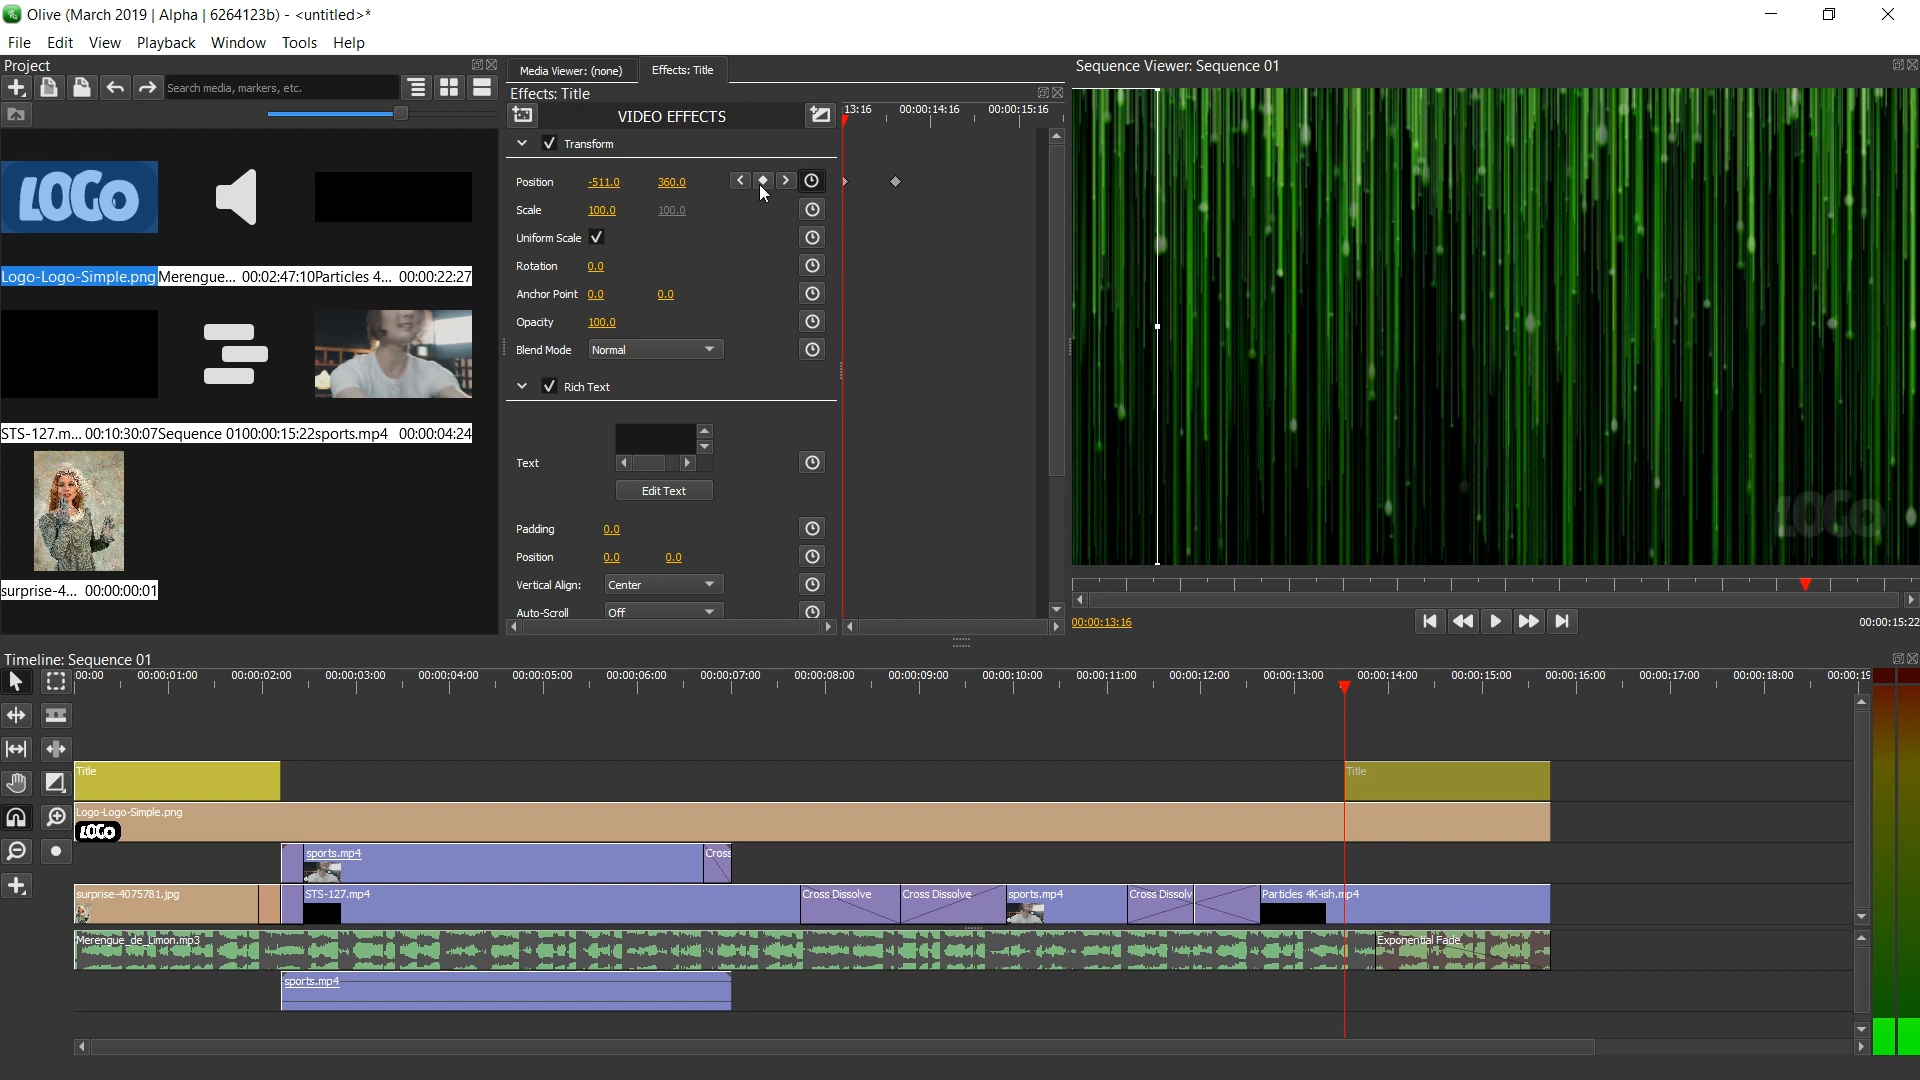 Olive (March 2019 | Alpha | 6264123b) - <untitled>*
File Edit View Playback Window Tools Help
Project
Search media, markers, etc.
LOGO
Logo-Logo-Simple.png
Merengue... 00:02:47:10
Particles 4... 00:00:22:27
STS-127.m... 00:10:30:07
Sequence 01 00:00:15:22
sports.mp4 00:00:04:24
surprise-4... 00:00:00:01
Media Viewer: (none)
Effects: Title
Effects: Title
VIDEO EFFECTS
13:16 00:00:14:16 00:00:15:16
Transform
Position -511.0 360.0
Scale 100.0 100.0
Uniform Scale
Rotation 0.0
Anchor Point 0.0 0.0
Opacity 100.0
Blend Mode Normal
Rich Text
Text
Edit Text
Padding 0.0
Position 0.0 0.0
Vertical Align: Center
Auto-Scroll Off
Sequence Viewer: Sequence 01
LOGO
00:00:13:16
00:00:15:22
Timeline: Sequence 01
00:00 00:00:01:00 00:00:02:00 00:00:03:00 00:00:04:00 00:00:05:00 00:00:06:00 00:00:07:00 00:00:08:00 00:00:09:00 00:00:10:00 00:00:11:00 00:00:12:00 00:00:13:00 00:00:14:00 00:00:15:00 00:00:16:00 00:00:17:00 00:00:18:00 00:00:19
Title
Title
Logo-Logo-Simple.png
LOGO
sports.mp4
Cross
surprise-4075781.jpg
STS-127.mp4
Cross Dissolve
Cross Dissolve
sports.mp4
Cross Dissolv
Particles 4K-ish.mp4
Merengue_de_Limon.mp3
Exponential Fade
sports.mp4